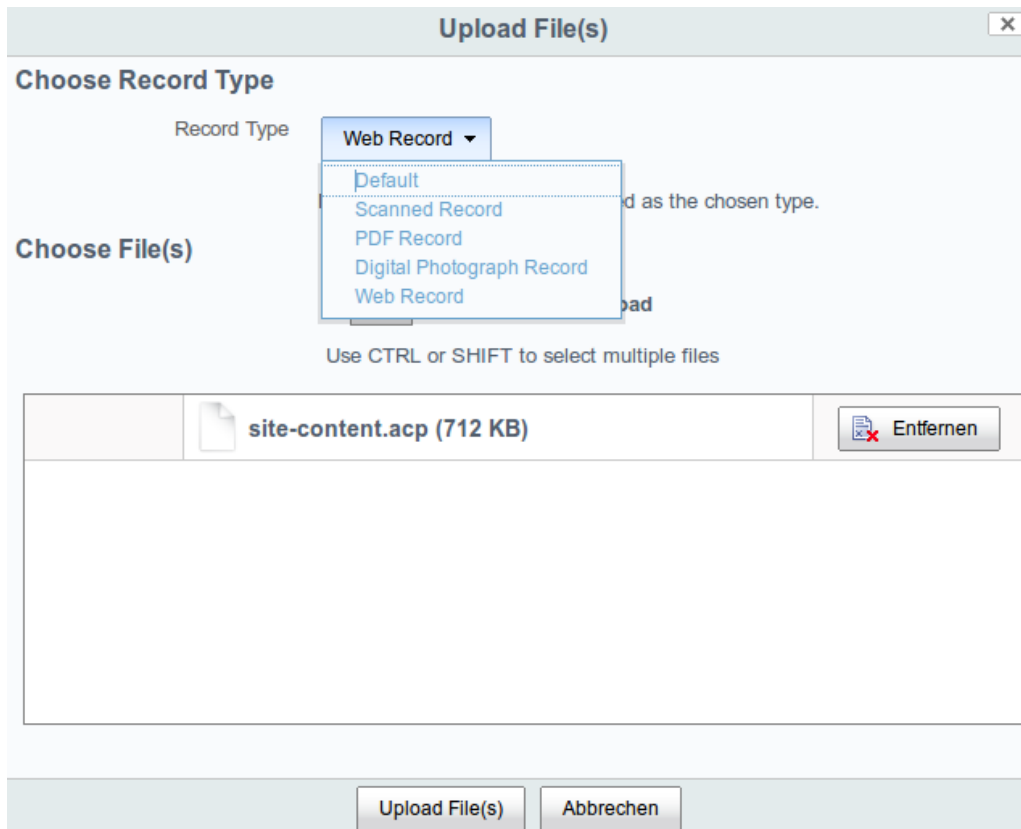 Upload File(s)
Choose Record Type
Record Type
Web Record
Default
Scanned Record
as the chosen type.
PDF Record
Choose File(s)
Digital Photograph Record
Web Record
Use CTRL or SHIFT to select multiple files
site-content.acp (712 KB)
Entfernen
Upload File(s)
Abbrechen